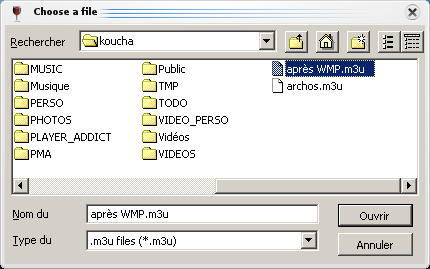 Choose a file
Rechercher
koucha
MUSIC
Musique
PERSO
PHOTOS
PLAYER_ADDICT
PMA
Public
TMP
TODO
VIDEO_PERSO
Vidéos
VIDEOS
après WMP.m3u
archos.m3u
Nom du
après WMP.m3u
Ouvrir
Type du
.m3u files (*.m3u)
Annuler